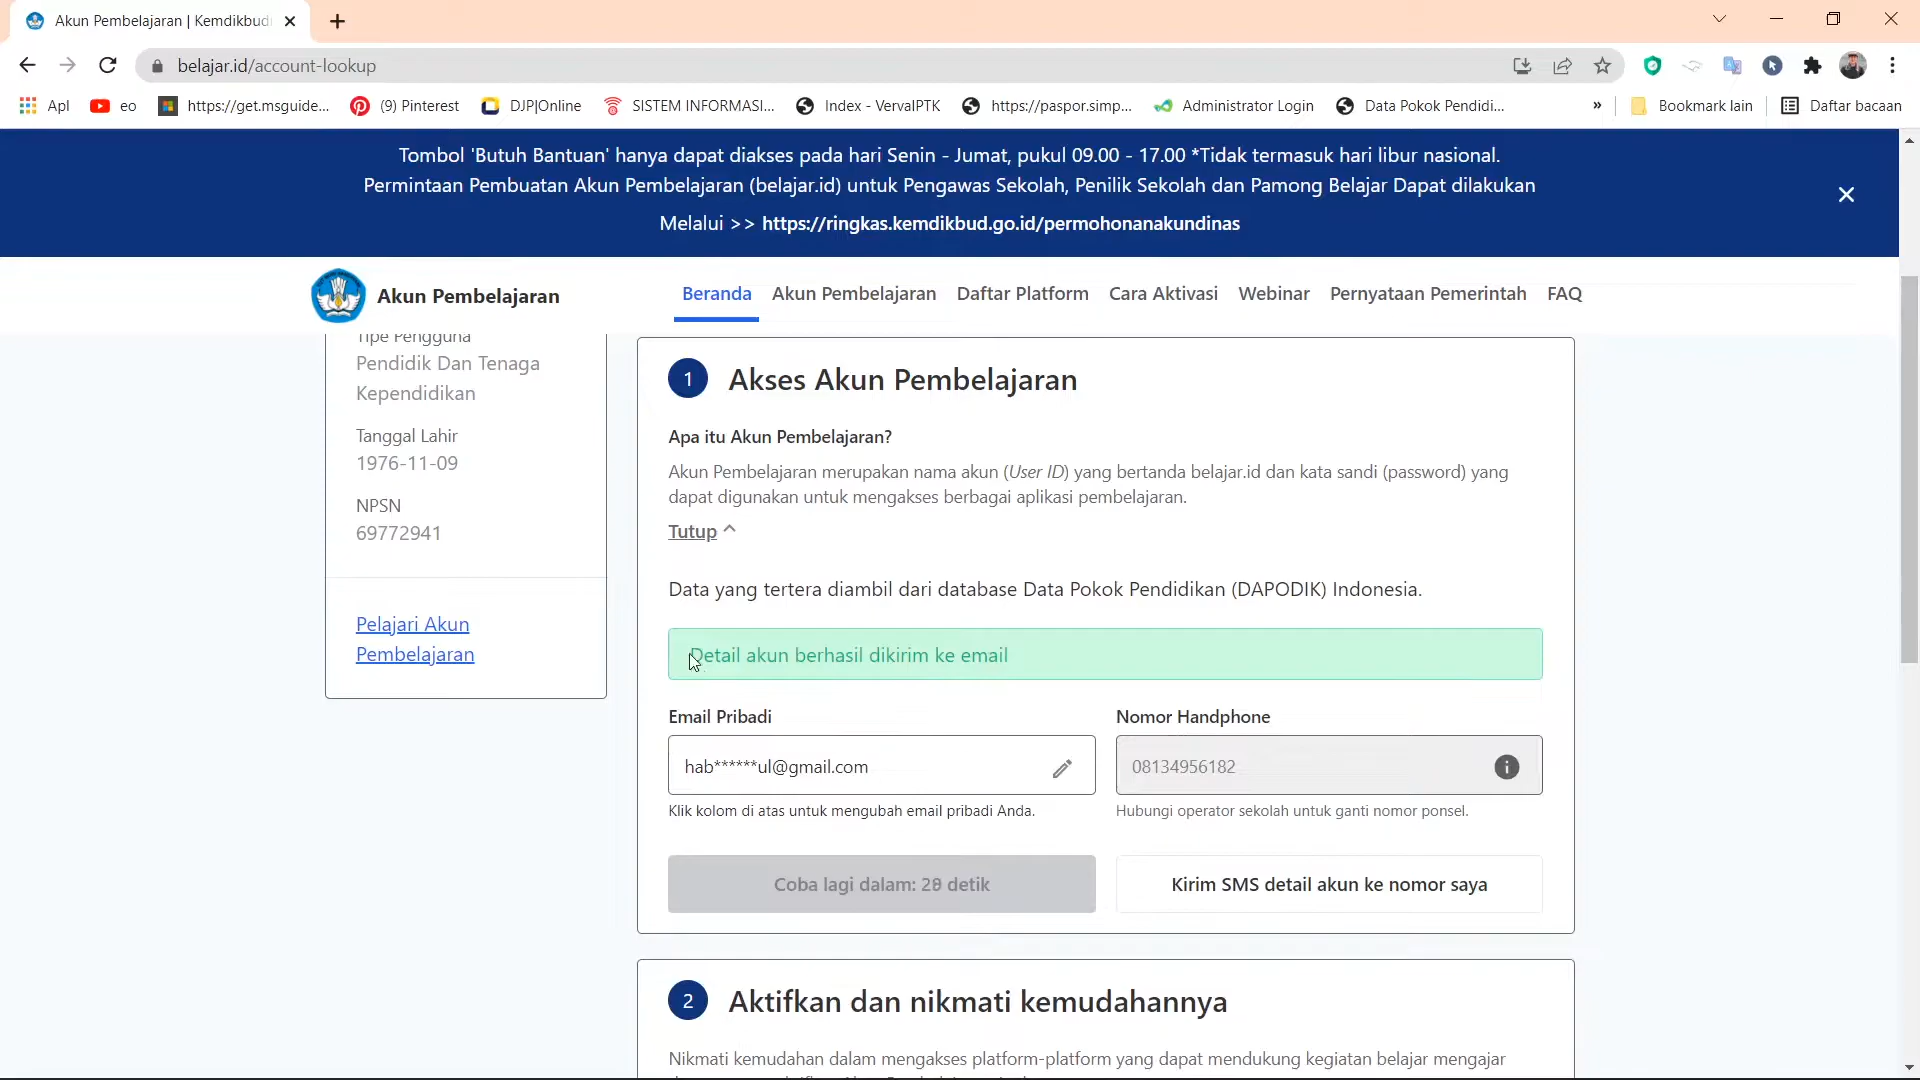 Akun Pembelajaran | Kemdikbud
belajar.id/account-lookup
Apl
eo
https://get.msguide...
(9) Pinterest
DJP|Online
SISTEM INFORMASI...
Index - VervalPTK
https://paspor.simp...
Administrator Login
Data Pokok Pendidi...
»
Bookmark lain
Daftar bacaan
Tombol 'Butuh Bantuan' hanya dapat diakses pada hari Senin - Jumat, pukul 09.00 - 17.00 *Tidak termasuk hari libur nasional.
Permintaan Pembuatan Akun Pembelajaran (belajar.id) untuk Pengawas Sekolah, Penilik Sekolah dan Pamong Belajar Dapat dilakukan
Melalui >> https://ringkas.kemdikbud.go.id/permohonanakundinas
Akun Pembelajaran
Beranda
Akun Pembelajaran
Daftar Platform
Cara Aktivasi
Webinar
Pernyataan Pemerintah
FAQ
Tipe Pengguna
Pendidik Dan Tenaga
Kependidikan
Tanggal Lahir
1976-11-09
NPSN
69772941
Pelajari Akun
Pembelajaran
1
Akses Akun Pembelajaran
Apa itu Akun Pembelajaran?
Akun Pembelajaran merupakan nama akun (User ID) yang bertanda belajar.id dan kata sandi (password) yang
dapat digunakan untuk mengakses berbagai aplikasi pembelajaran.
Tutup
Data yang tertera diambil dari database Data Pokok Pendidikan (DAPODIK) Indonesia.
Detail akun berhasil dikirim ke email
Email Pribadi
hab******ul@gmail.com
Klik kolom di atas untuk mengubah email pribadi Anda.
Nomor Handphone
08134956182
Hubungi operator sekolah untuk ganti nomor ponsel.
Coba lagi dalam: detik
Kirim SMS detail akun ke nomor saya
2
Aktifkan dan nikmati kemudahannya
Nikmati kemudahan dalam mengakses platform-platform yang dapat mendukung kegiatan belajar mengajar